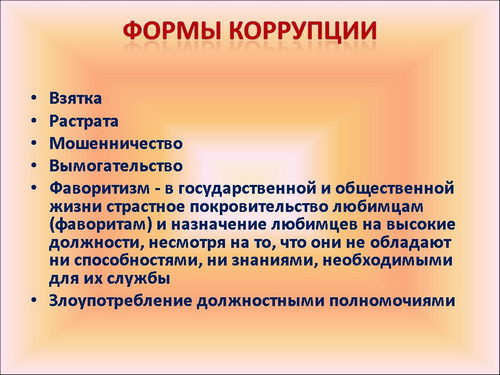 ФОРМЫ КОРРУПЦИИ
• Взятка
• Растрата
• Мошенничество
• Вымогательство
• Фаворитизм - в государственной и общественной
жизни страстное покровительство любимцам
(фаворитам) и назначение любимцев на высокие
должности, несмотря на то, что они не обладают
ни способностями, ни знаниями, необходимыми
для их службы
• Злоупотребление должностными полномочиями